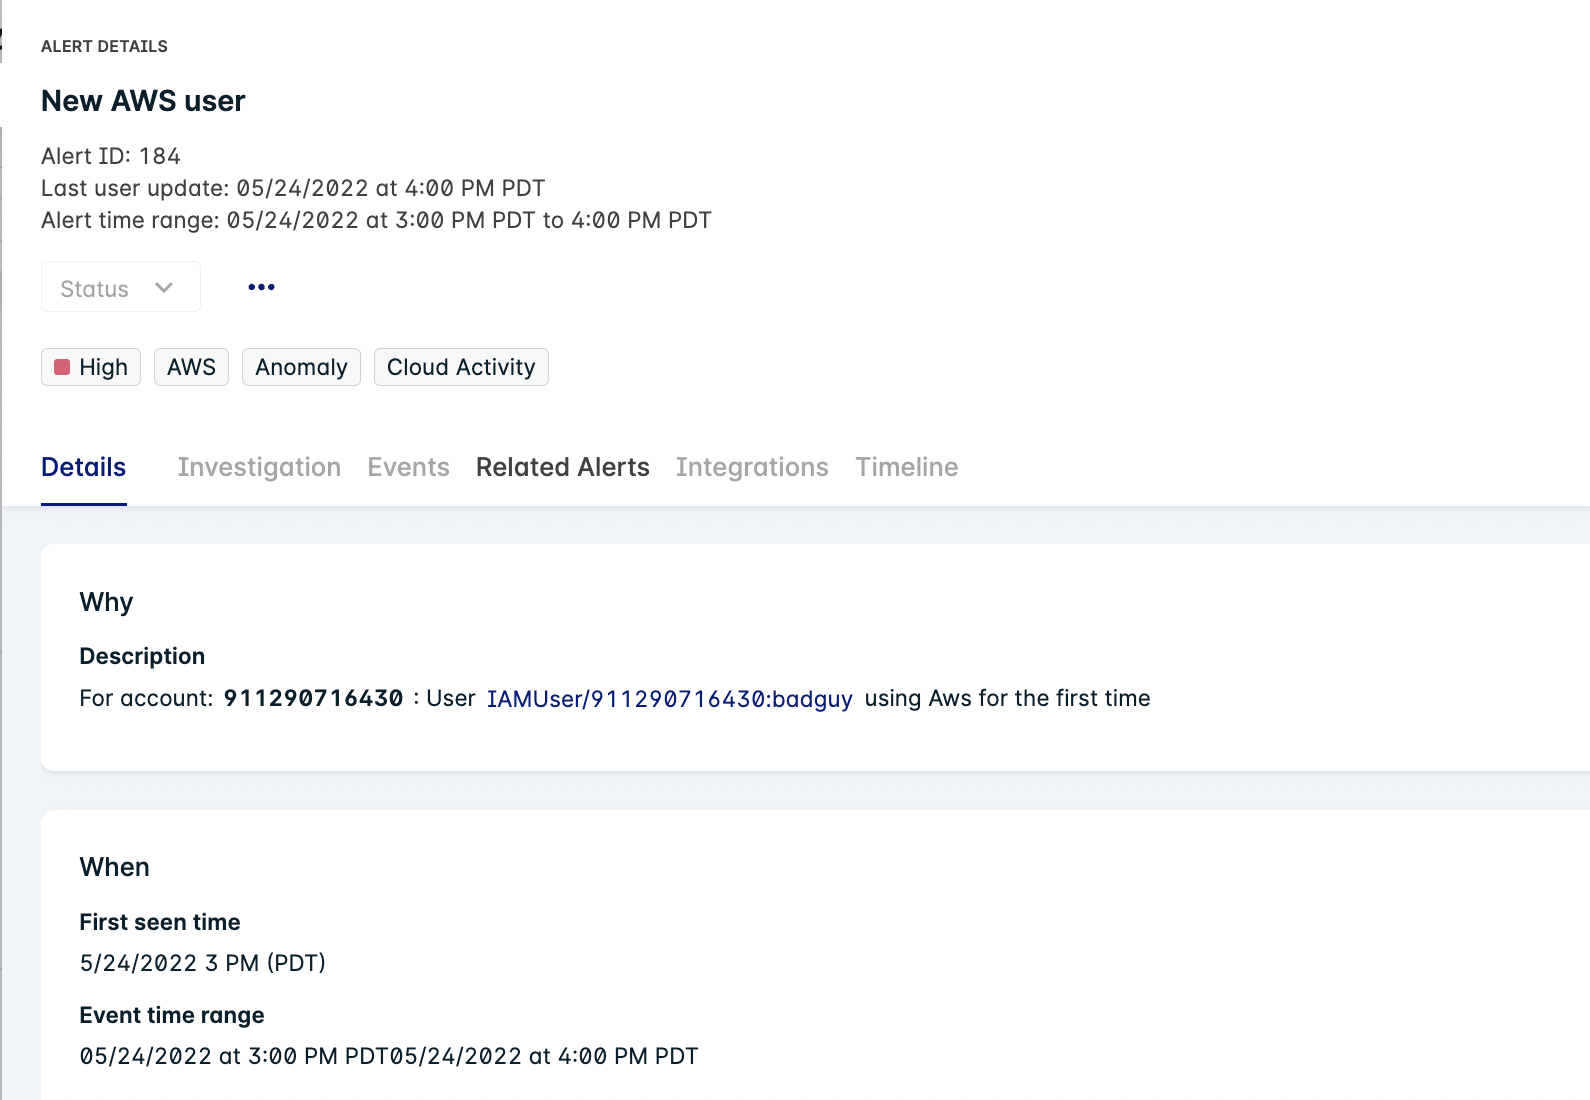 ALERT DETAILS
New AWS user
Alert ID: 184
Last user update: 05/24/2022 at 4:00 PM PDT
Alert time range: 05/24/2022 at 3:00 PM PDT to 4:00 PM PDT
Status
High AWS Anomaly Cloud Activity
Details Investigation Events Related Alerts Integrations Timeline
Why
Description
For account: 911290716430 : User IAMUser/911290716430:badguy using Aws for the first time
When
First seen time
5/24/2022 3 PM (PDT)
Event time range
05/24/2022 at 3:00 PM PDT05/24/2022 at 4:00 PM PDT